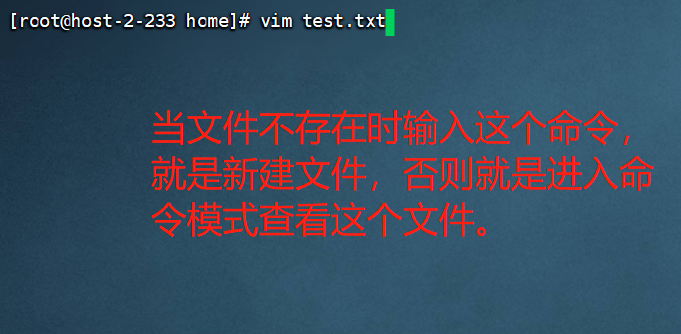 [root@host-2-233 home]# vim test.txt
当文件不存在时输入这个命令，
就是新建文件，否则就是进入命
令模式查看这个文件。